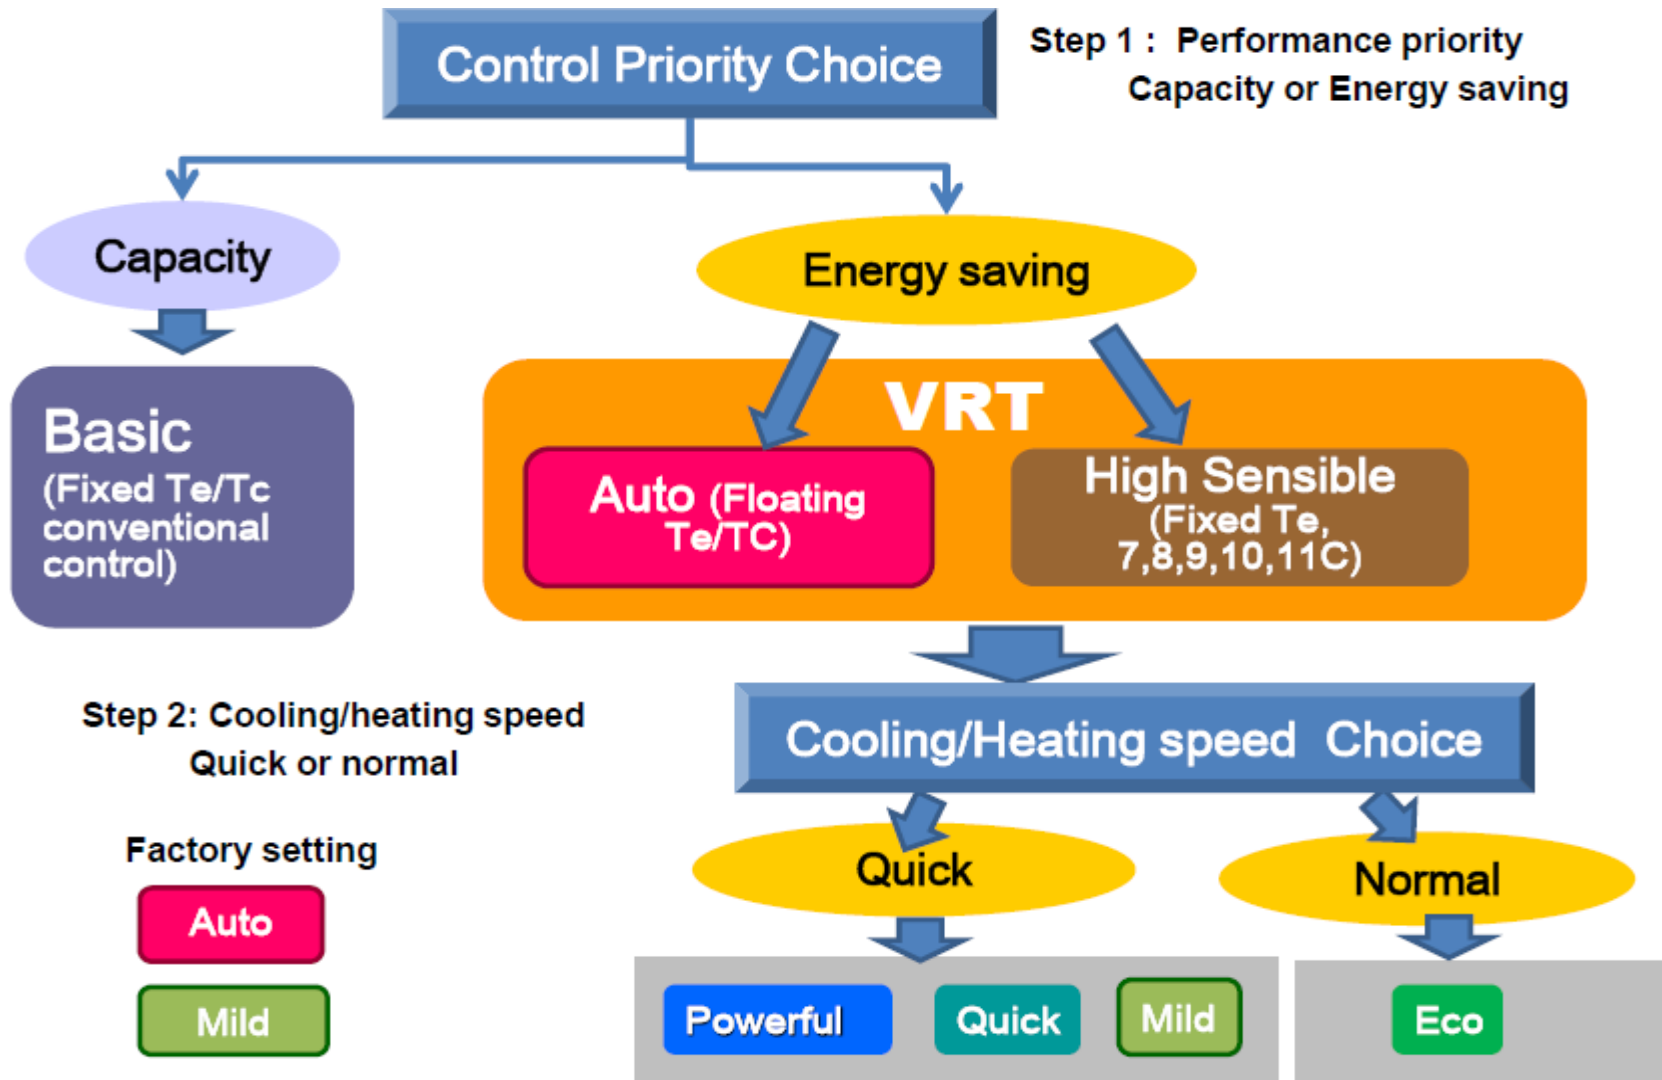 Control Priority Choice
Step 1 :  Performance priority
Capacity or Energy saving
Capacity
Energy saving
Basic
(Fixed Te/Tc
conventional
control)
VRT
Auto (Floating
Te/TC)
High Sensible
(Fixed Te,
7,8,9,10,11C)
Step 2: Cooling/heating speed
Quick or normal
Cooling/Heating speed  Choice
Factory setting
Auto
Mild
Quick
Normal
Powerful
Quick
Mild
Eco